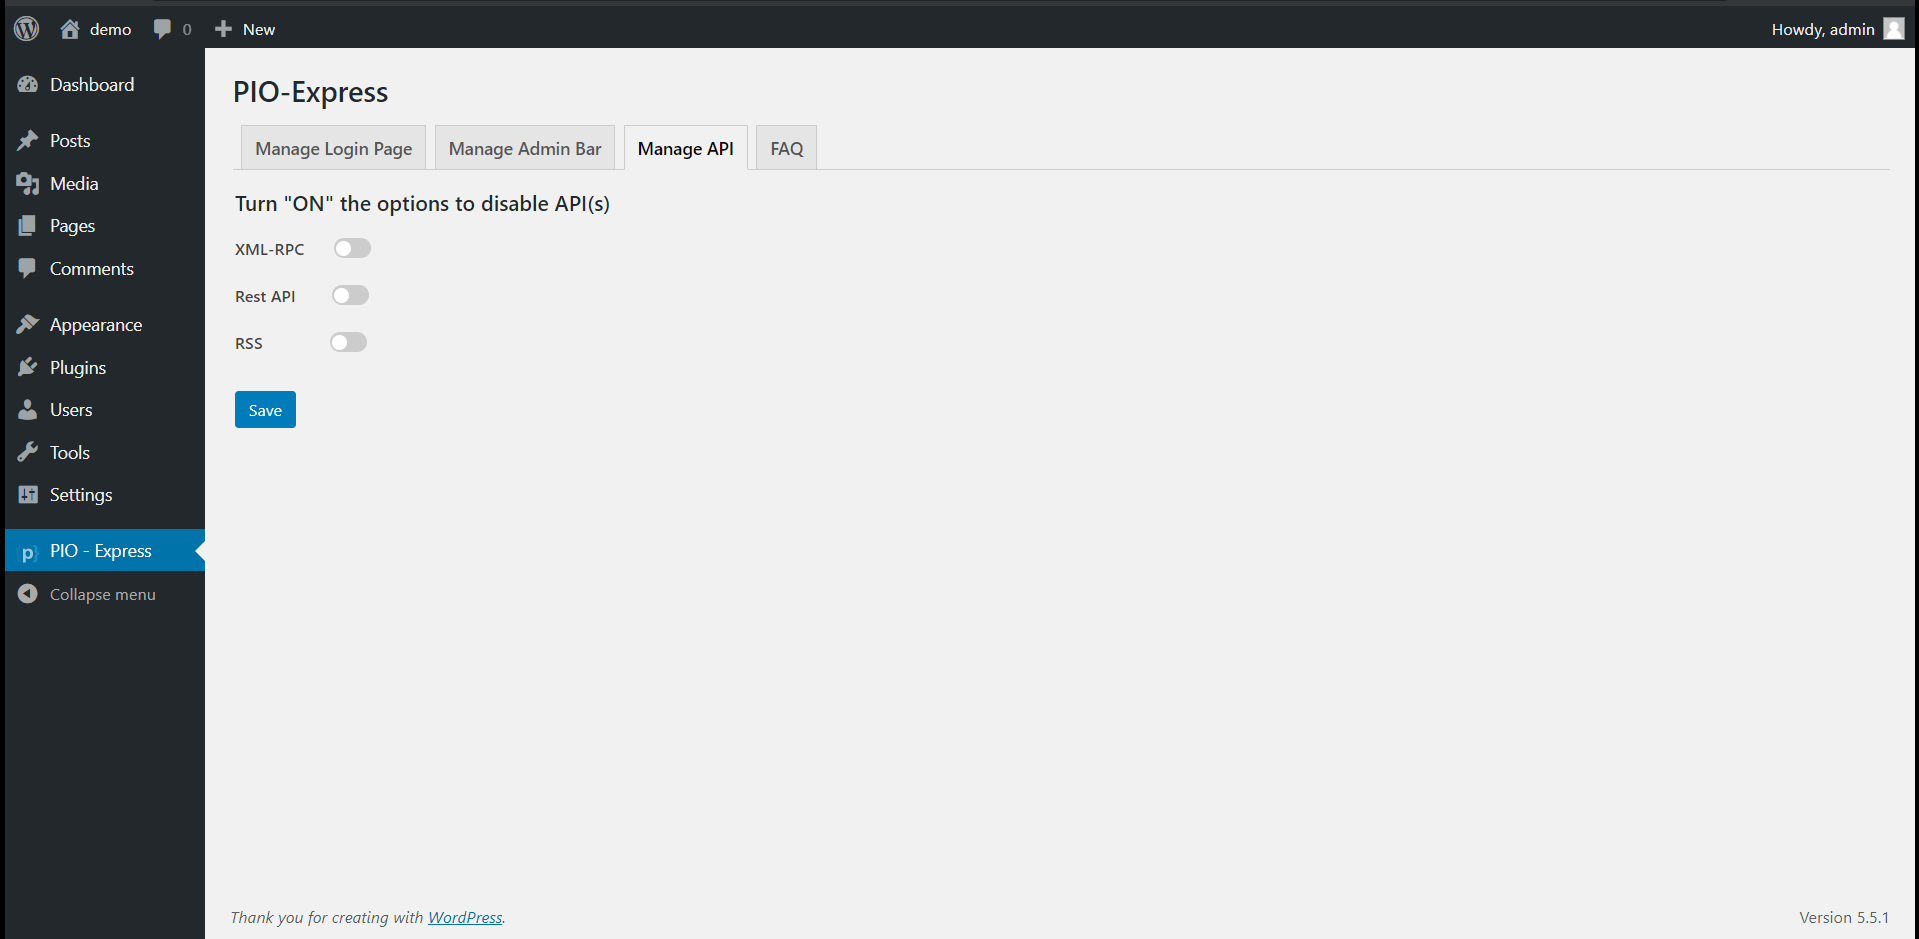 demo 0 New Howdy, admin
Dashboard
Posts
Media
Pages
Comments
Appearance
Plugins
Users
Tools
Settings
PIO - Express
Collapse menu
PIO-Express
Manage Login Page Manage Admin Bar Manage API FAQ
Turn "ON" the options to disable API(s)
XML-RPC
Rest API
RSS
Save
Thank you for creating with WordPress. Version 5.5.1